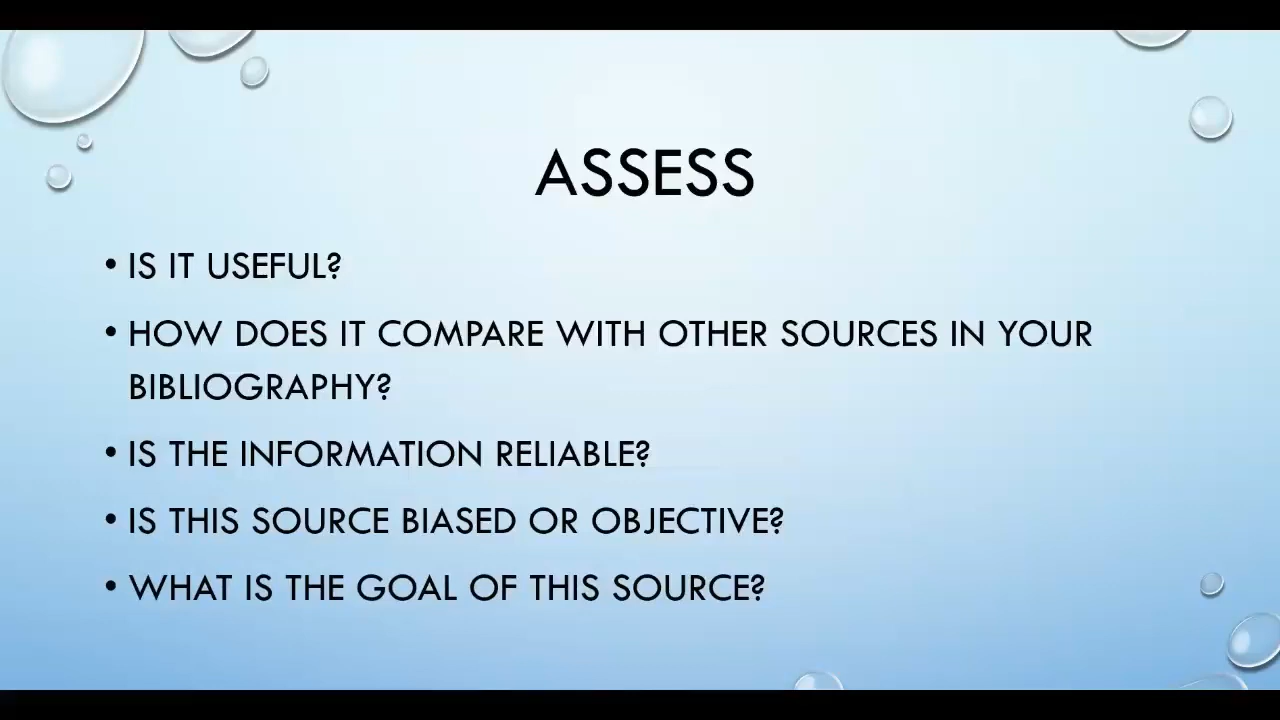 ASSESS
• IS IT USEFUL?
• HOW DOES IT COMPARE WITH OTHER SOURCES IN YOUR
BIBLIOGRAPHY?
• IS THE INFORMATION RELIABLE?
• IS THIS SOURCE BIASED OR OBJECTIVE?
• WHAT IS THE GOAL OF THIS SOURCE?